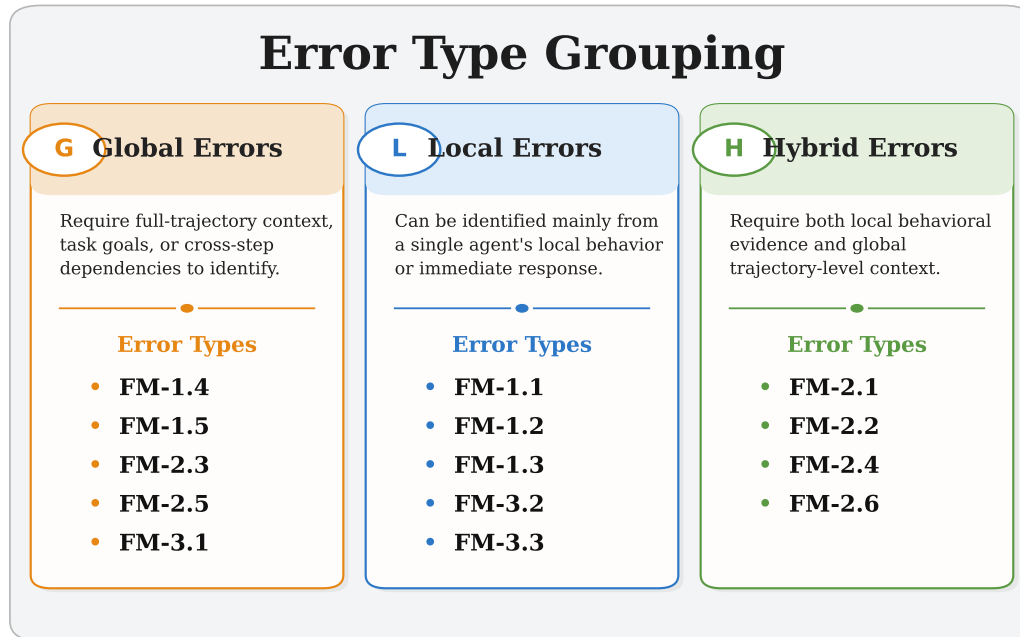 Error Type Grouping
G Global Errors
Require full-trajectory context,
task goals, or cross-step
dependencies to identify.
Error Types
• FM-1.4
• FM-1.5
• FM-2.3
• FM-2.5
• FM-3.1
L Local Errors
Can be identified mainly from
a single agent's local behavior
or immediate response.
Error Types
• FM-1.1
• FM-1.2
• FM-1.3
• FM-3.2
• FM-3.3
H Hybrid Errors
Require both local behavioral
evidence and global
trajectory-level context.
Error Types
• FM-2.1
• FM-2.2
• FM-2.4
• FM-2.6